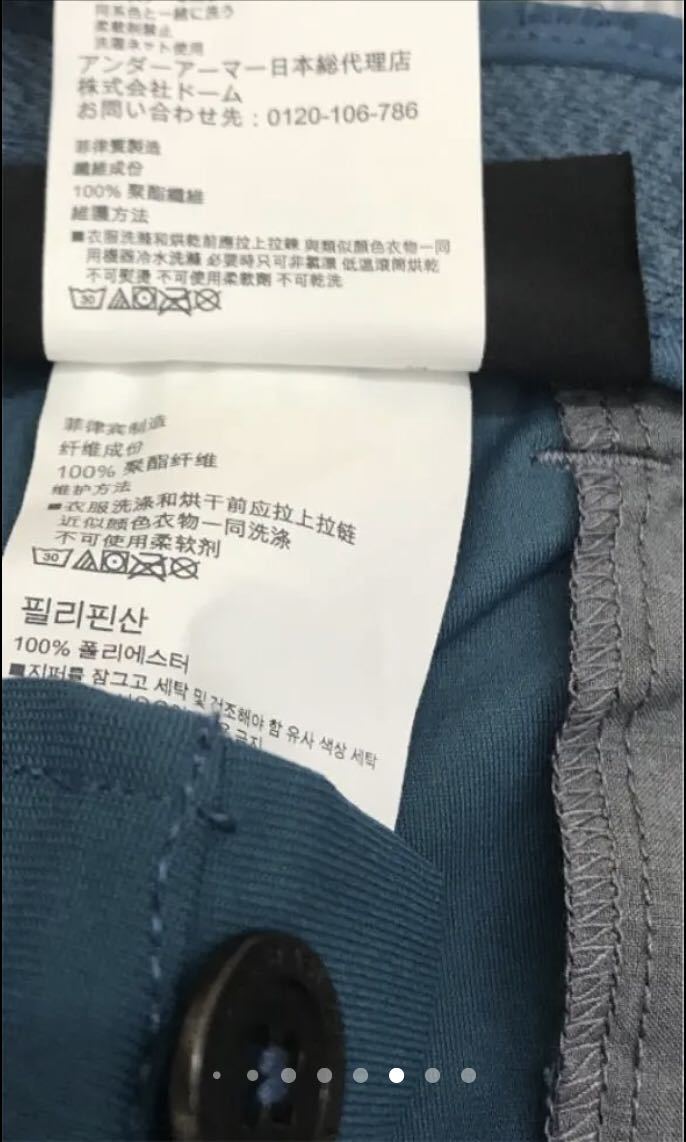 同系色と一緒に洗う
柔軟剤禁止
洗濯ネット使用
アンダーアーマー日本総代理店
株式会社ドーム
お問い合わせ先：0120-106-786
菲律賓製造
纖維成份
100% 聚酯纖維
維護方法
■衣服洗滌和烘乾前應拉上拉鍊 與類似顏色衣物一同
用機器冷水洗滌 必要時只可非氯漂 低溫滾筒烘乾
不可熨燙 不可使用柔軟劑 不可乾洗
30
菲律宾制造
纤维成份
100% 聚酯纤维
维护方法
■衣服洗涤和烘干前应拉上拉链
近似颜色衣物一同洗涤
不可使用柔软剂
30
필리핀산
100% 폴리에스터
■지퍼를 잠그고 세탁 및 건조해야 함 유사 색상 세탁
금지